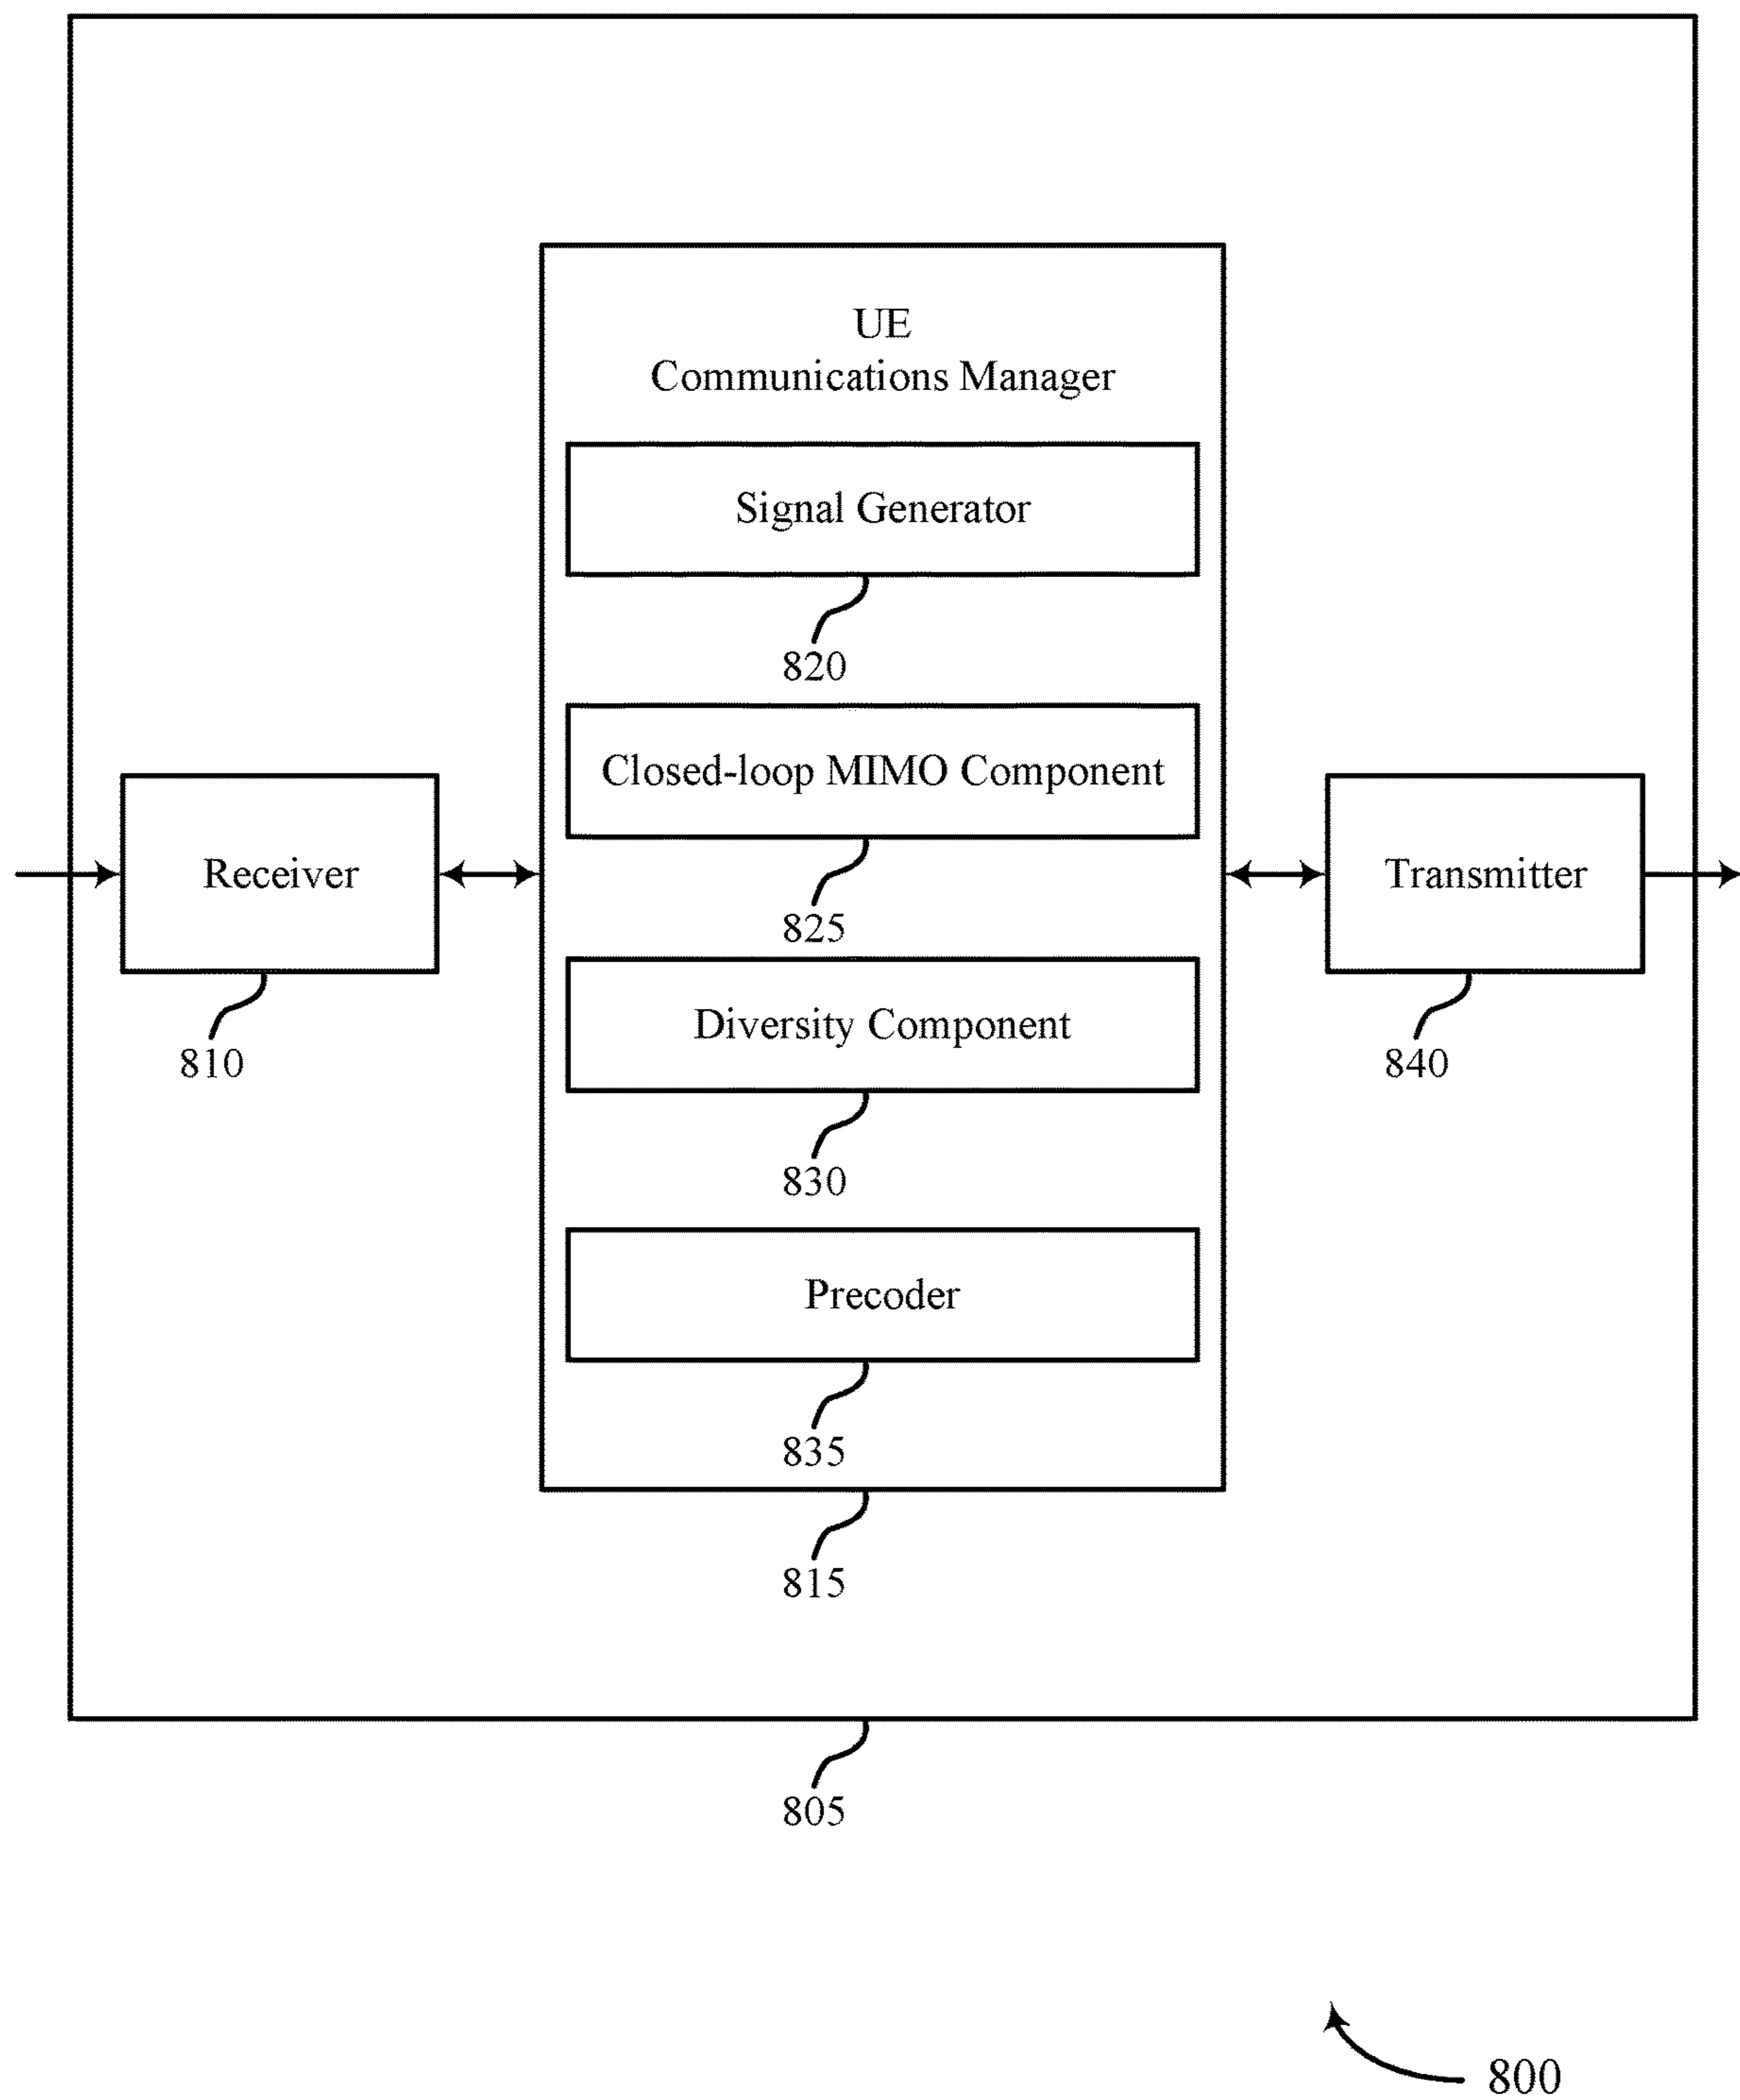 UE
Communications Manager
Signal Generator
820
Closed-loop MIMO Component
825
Receiver
810
Transmitter
840
Diversity Component
830
Precoder
835
815
805
800